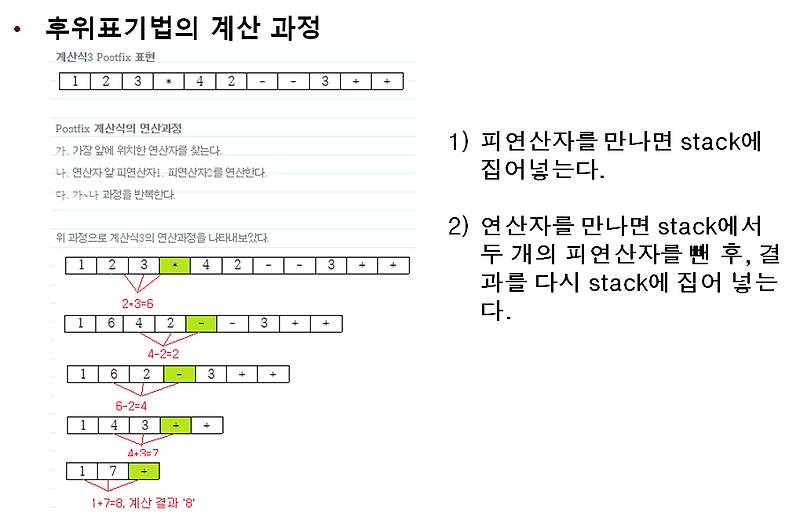 • 후위표기법의 계산 과정
계산식3 Postfix 표현
1 2 3 * 4 2 - - 3 + +
Postfix 계산식의 연산과정
가. 가장 앞에 위치한 연산자를 찾는다.
나. 연산자 앞 피연산자1, 피연산자2를 연산한다.
다. 가~나 과정을 반복한다.
위 과정으로 계산식3의 연산과정을 나타내보았다.
1 2 3 * 4 2 - - 3 + +
2*3=6
1 6 4 2 - - 3 + +
4-2=2
1 6 2 - 3 + +
6-2=4
1 4 3 + +
4+3=7
1 7 +
1+7=8, 계산 결과 '8'
1) 피연산자를 만나면 stack에
집어넣는다.
2) 연산자를 만나면 stack에서
두 개의 피연산자를 뺀 후, 결
과를 다시 stack에 집어 넣는
다.